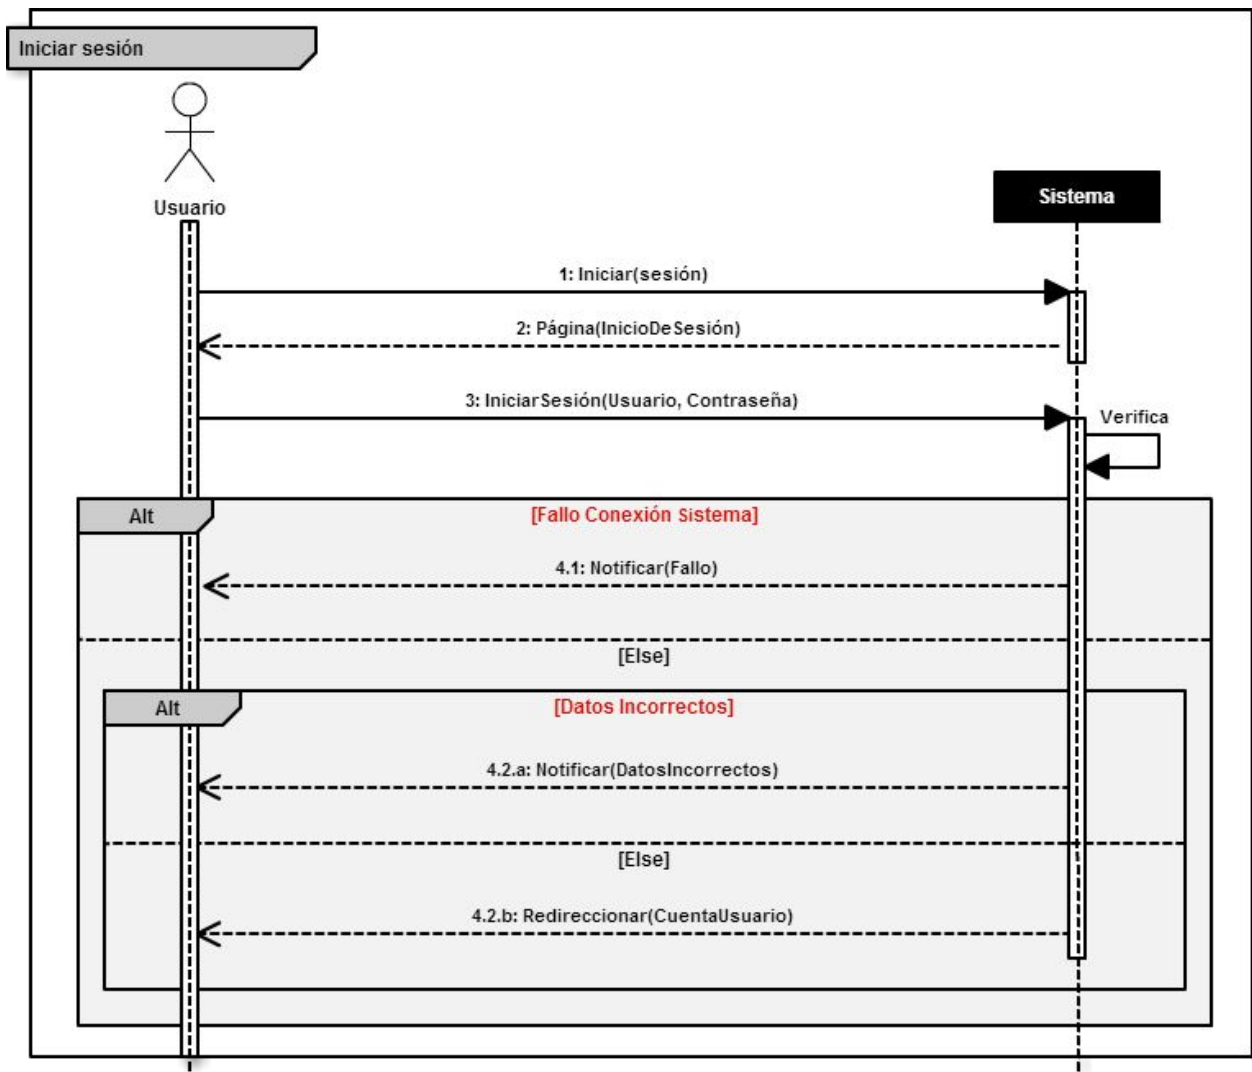 Iniciar sesión
Usuario
Sistema
1: Iniciar(sesión)
2: Página(InicioDeSesión)
3: IniciarSesión(Usuario, Contraseña)
Verifica
Alt
[Fallo Conexión Sistema]
4.1: Notificar(Fallo)
[Else]
Alt
[Datos Incorrectos]
4.2.a: Notificar(DatosIncorrectos)
[Else]
4.2.b: Redireccionar(CuentaUsuario)